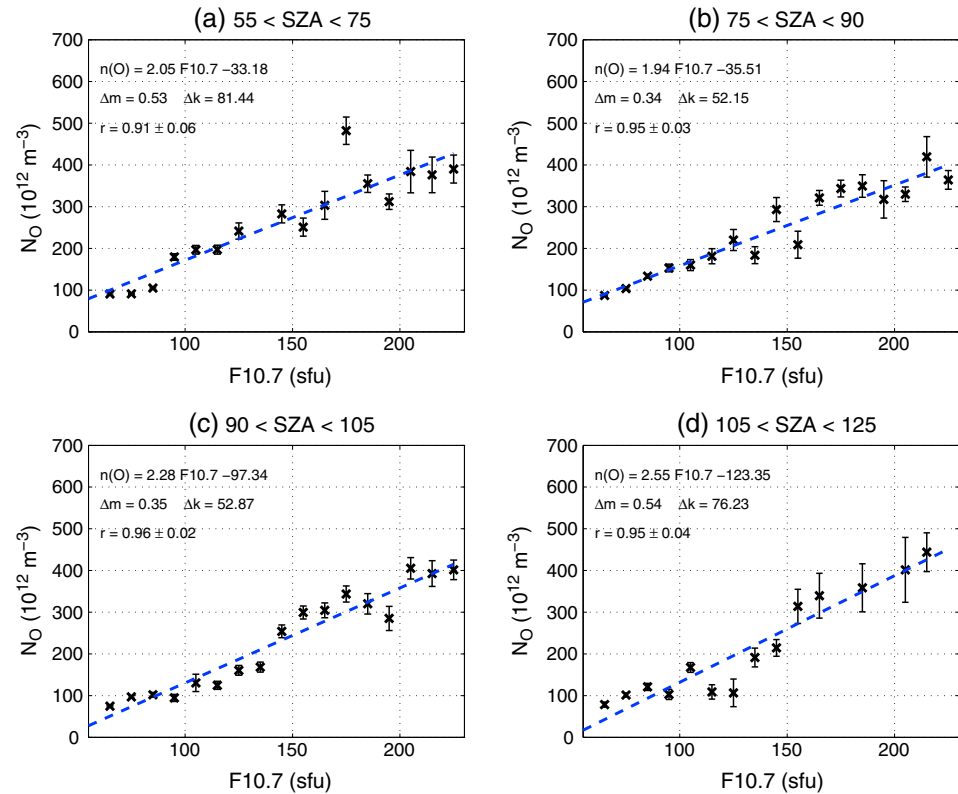 (a) 55 < SZA < 75
700
600
500
400
300
200
100
0
N_O (10^12 m^−3)
n(O) = 2.05 F10.7 −33.18
Δm = 0.53 Δk = 81.44
r = 0.91 ± 0.06
100 150 200
F10.7 (sfu)
(b) 75 < SZA < 90
700
600
500
400
300
200
100
0
N_O (10^12 m^−3)
n(O) = 1.94 F10.7 −35.51
Δm = 0.34 Δk = 52.15
r = 0.95 ± 0.03
100 150 200
F10.7 (sfu)
(c) 90 < SZA < 105
700
600
500
400
300
200
100
0
N_O (10^12 m^−3)
n(O) = 2.28 F10.7 −97.34
Δm = 0.35 Δk = 52.87
r = 0.96 ± 0.02
100 150 200
F10.7 (sfu)
(d) 105 < SZA < 125
700
600
500
400
300
200
100
0
N_O (10^12 m^−3)
n(O) = 2.55 F10.7 −123.35
Δm = 0.54 Δk = 76.23
r = 0.95 ± 0.04
100 150 200
F10.7 (sfu)